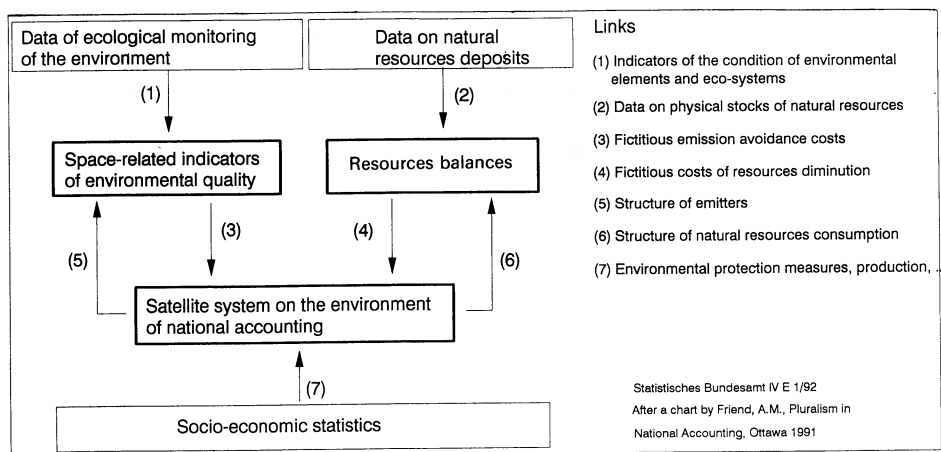 Data of ecological monitoring
of the environment
Data on natural
resources deposits
(1)
(2)
Space-related indicators
of environmental quality
Resources balances
(3)
(4)
(5)
(6)
Satellite system on the environment
of national accounting
(7)
Socio-economic statistics
Links
(1) Indicators of the condition of environmental
elements and eco-systems
(2) Data on physical stocks of natural resources
(3) Fictitious emission avoidance costs
(4) Fictitious costs of resources diminution
(5) Structure of emitters
(6) Structure of natural resources consumption
(7) Environmental protection measures, production, ..
Statistisches Bundesamt IV E 1/92
After a chart by Friend, A.M., Pluralism in
National Accounting, Ottawa 1991